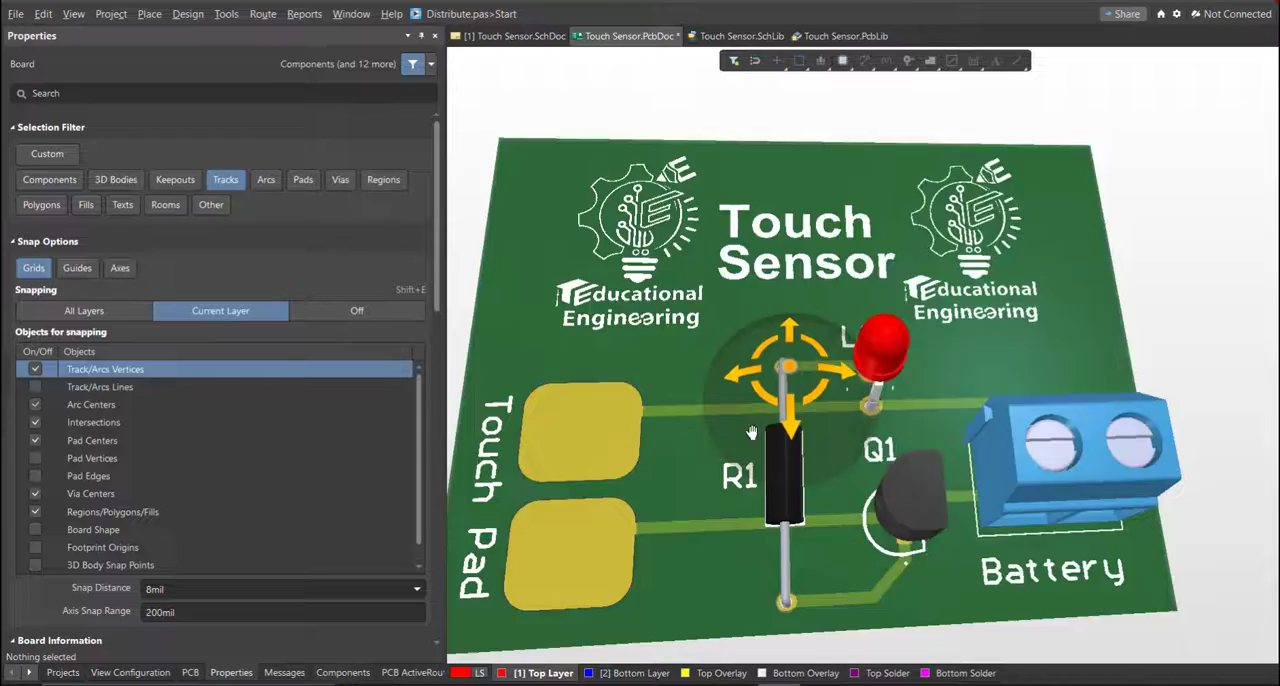 File Edit View Project Place Design Tools Route Reports Window Help Distribute.pas>Start Share Not Connected
Properties
[1] Touch Sensor.SchDoc Touch Sensor.PcbDoc * Touch Sensor.SchLib Touch Sensor.PcbLib
Board Components (and 12 more)
Search
Selection Filter
Custom
Components 3D Bodies Keepouts Tracks Arcs Pads Vias Regions
Polygons Fills Texts Rooms Other
Snap Options
Grids Guides Axes
Snapping Shift+E
All Layers Current Layer Off
Objects for snapping
On/Off Objects
Track/Arcs Vertices
Track/Arcs Lines
Arc Centers
Intersections
Pad Centers
Pad Vertices
Pad Edges
Via Centers
Regions/Polygons/Fills
Board Shape
Footprint Origins
3D Body Snap Points
Snap Distance 8mil
Axis Snap Range 200mil
Board Information
Nothing selected
Projects View Configuration PCB Properties Messages Components PCB ActiveRou
Touch
Sensor
Educational
Engineering
Educational
Engineering
L
Touch Pad
R1
Q1
Battery
LS [1] Top Layer [2] Bottom Layer Top Overlay Bottom Overlay Top Solder Bottom Solder